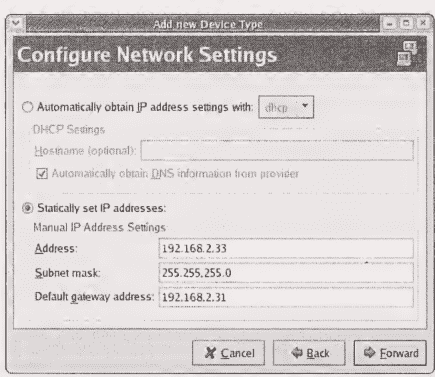 Add new Device Type
Configure Network Settings
Automatically obtain IP address settings with: dhcp
DHCP Settings
Hostname (optional):
Automatically obtain DNS information from provider
Statically set IP addresses:
Manual IP Address Settings
Address: 192.168.2.33
Subnet mask: 255.255.255.0
Default gateway address: 192.168.2.31
Cancel Back Forward